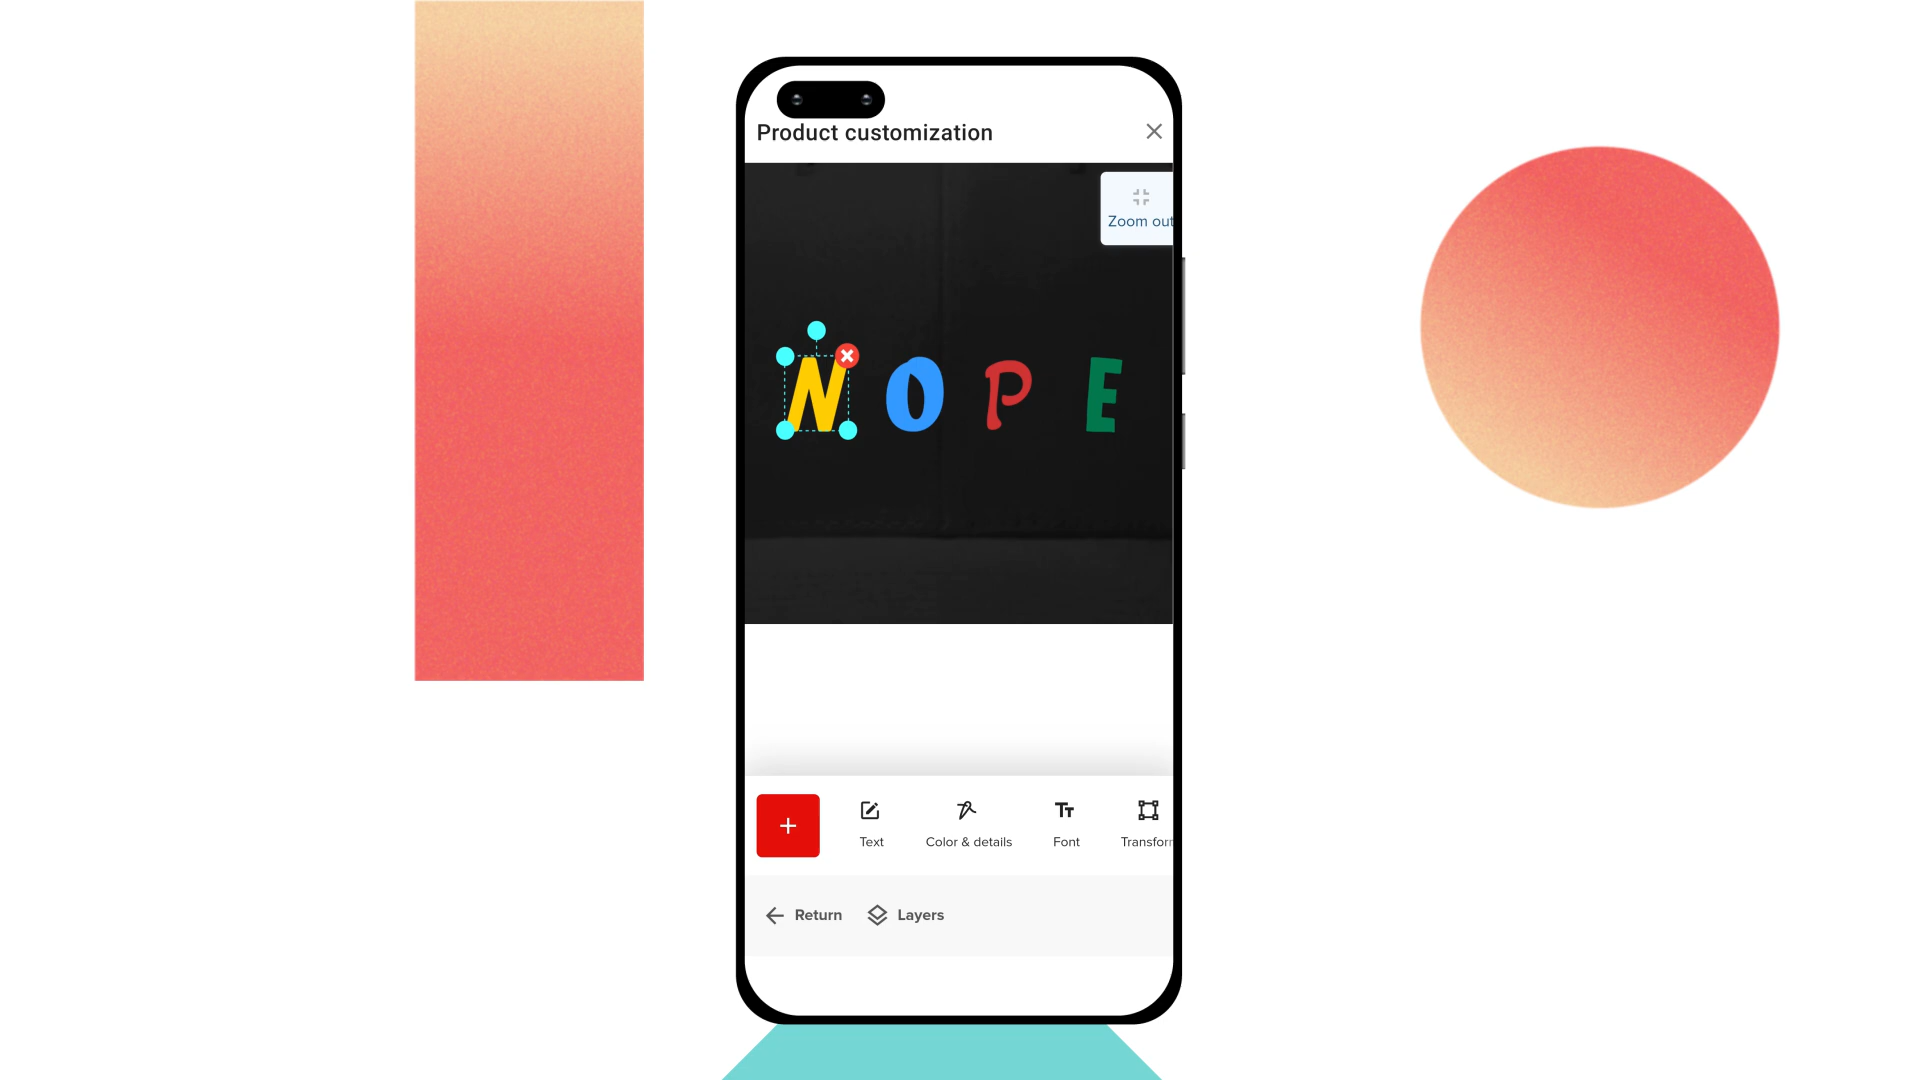 Product customization
Zoom out
N O P E
Text
Color & details
Font
Transfor
Return
Layers